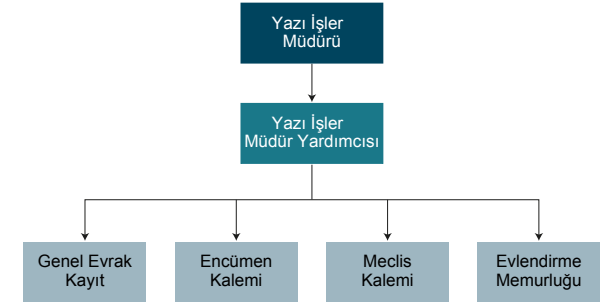 Yazı İşler
Müdürü
Yazı İşler
Müdür Yardımcısı
Genel Evrak
Kayıt
Encümen
Kalemi
Meclis
Kalemi
Evlendirme
Memurluğu